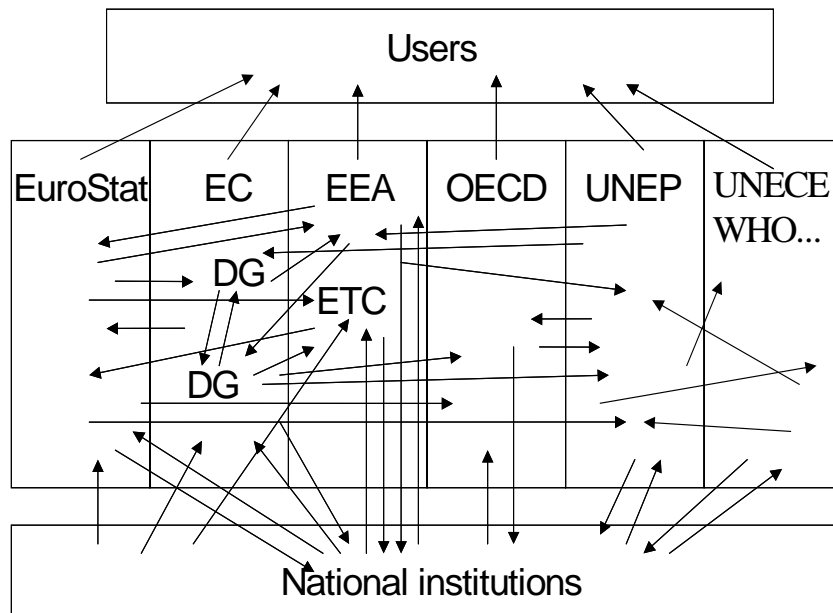 Users
EuroStat EC EEA OECD UNEP UNECE
WHO...
DG
ETC
DG
National institutions